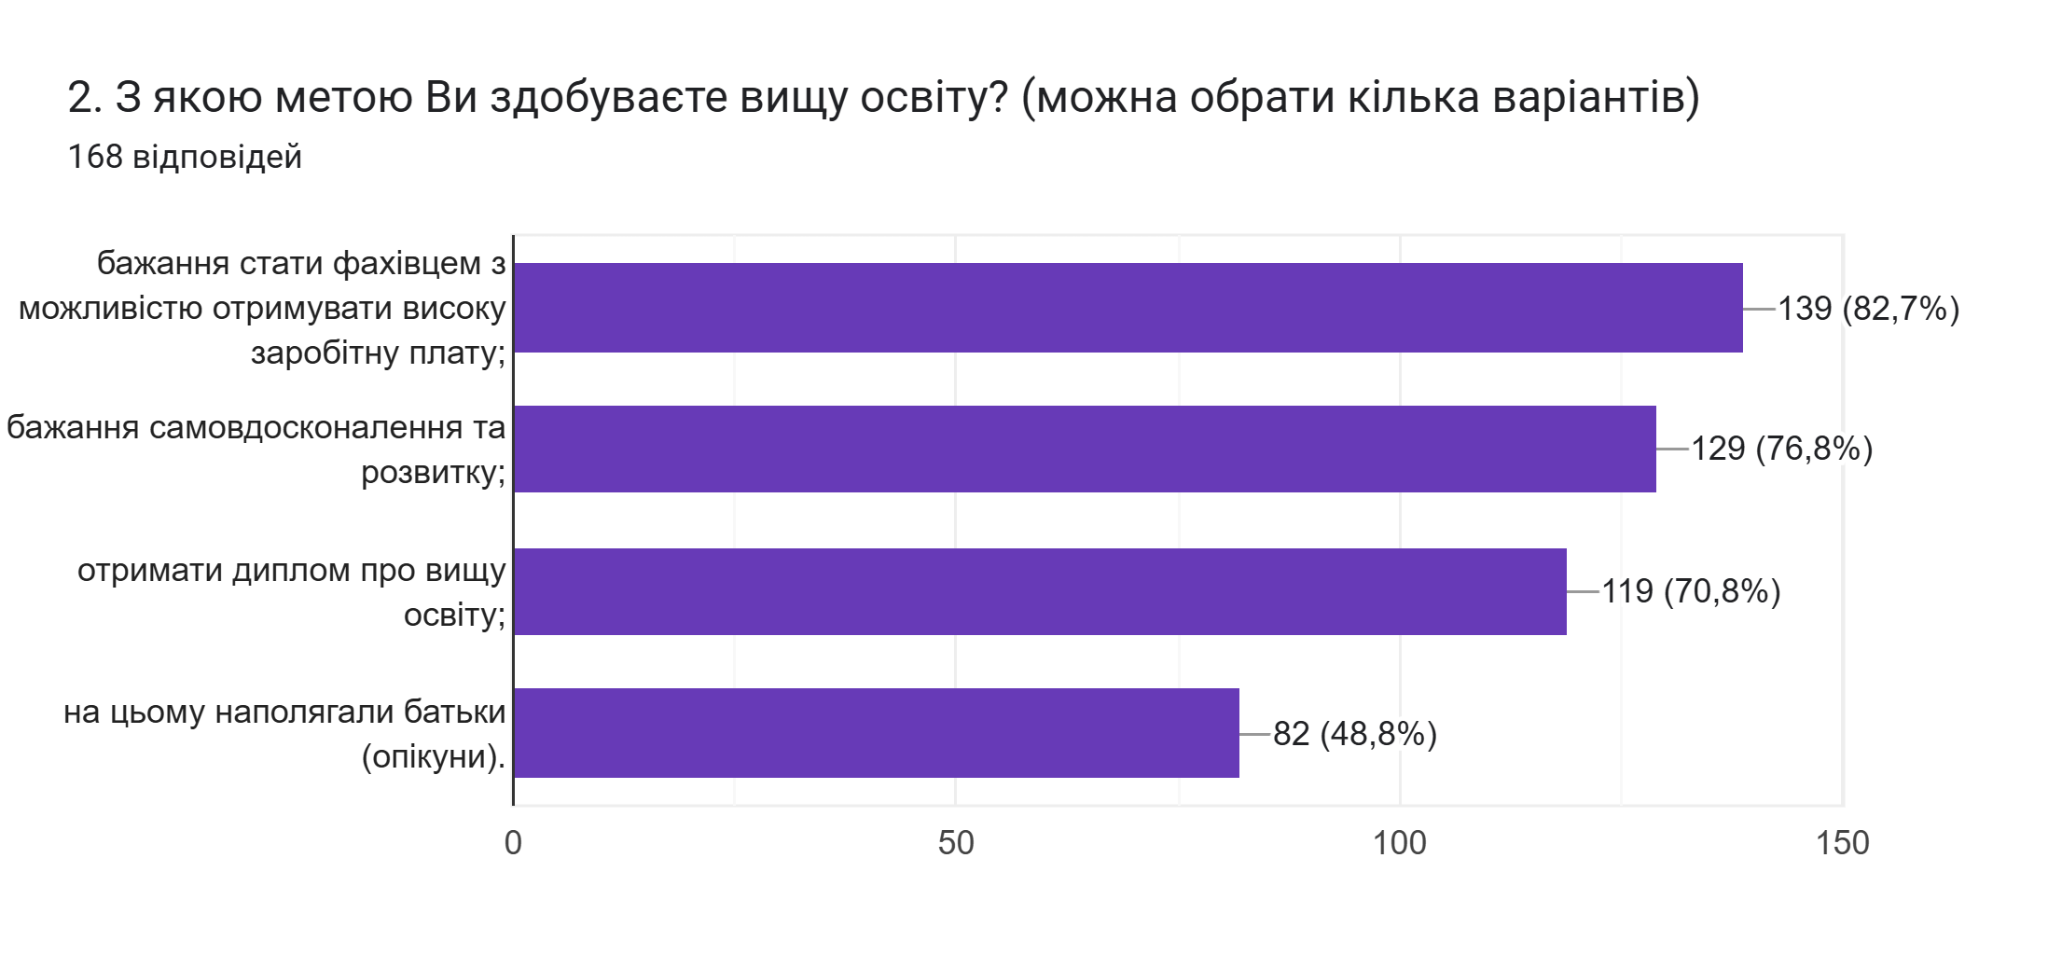 2. З якою метою Ви здобуваєте вищу освіту? (можна обрати кілька варіантів)
168 відповідей
бажання стати фахівцем з
можливістю отримувати високу
заробітну плату;
139 (82,7%)
бажання самовдосконалення та
розвитку;
129 (76,8%)
отримати диплом про вищу
освіту;
119 (70,8%)
на цьому наполягали батьки
(опікуни).
82 (48,8%)
0 50 100 150